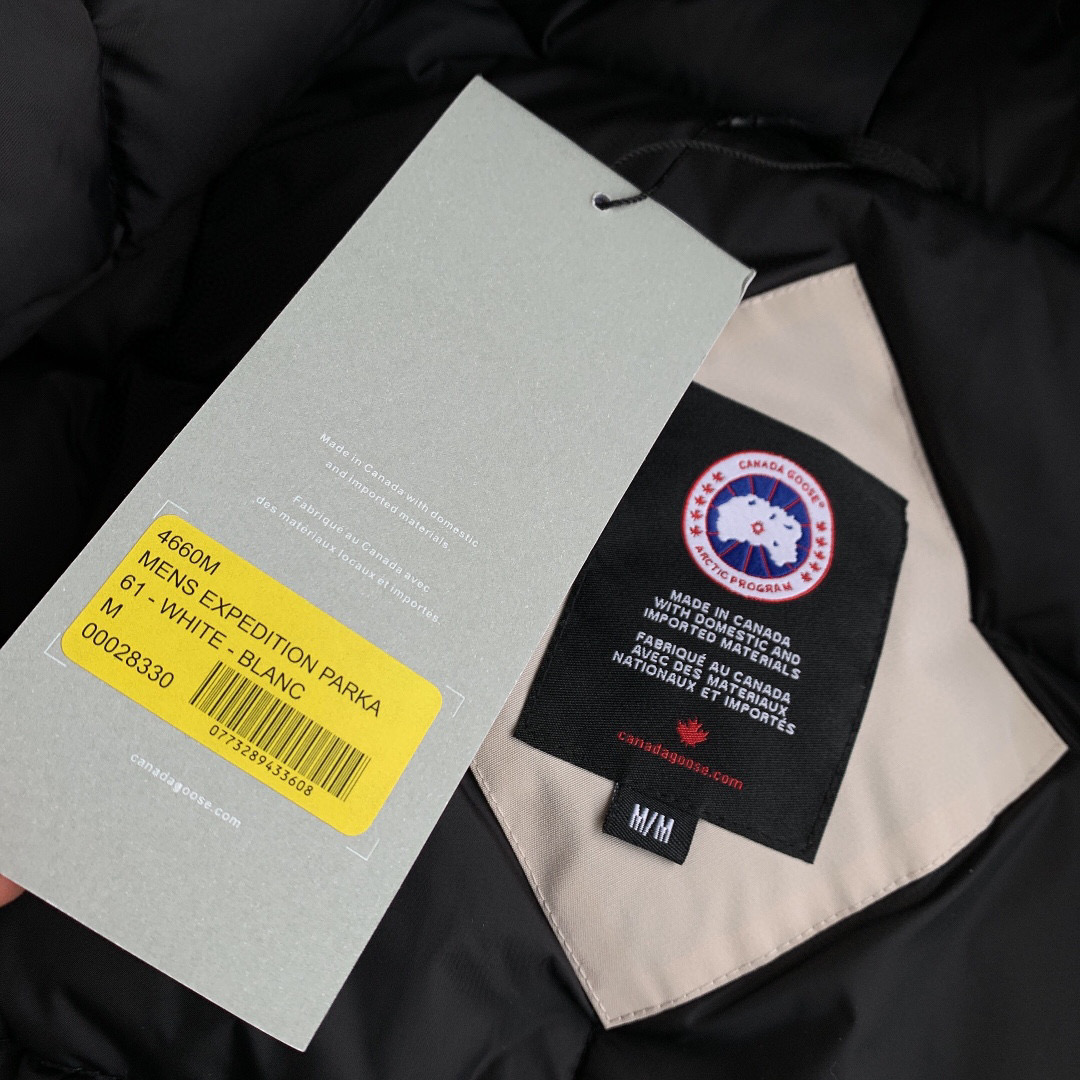 Made in Canada with domestic
and imported materials
Fabriqué au Canada avec
des matériaux locaux et importés
4660M
MENS EXPEDITION PARKA
61 - WHITE - BLANC
M
00028330
0773289433608
canadagoose.com
CANADA GOOSE®
ARCTIC PROGRAM
MADE IN CANADA
WITH DOMESTIC AND
IMPORTED MATERIALS
FABRIQUÉ AU CANADA
AVEC DES MATERIAUX
NATIONAUX ET IMPORTÉS
canadagoose.com
M/M